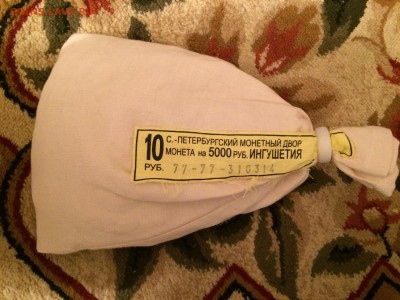 10 РУБ.
С.-ПЕТЕРБУРГСКИЙ МОНЕТНЫЙ ДВОР
МОНЕТА на 5000 РУБ. ИНГУШЕТИЯ
77-77-310314